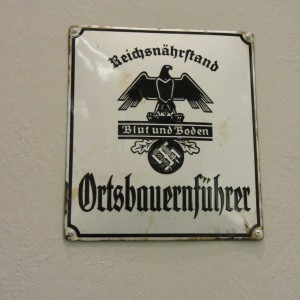 Reichsnährstand
Blut und Boden
Ortsbauernführer